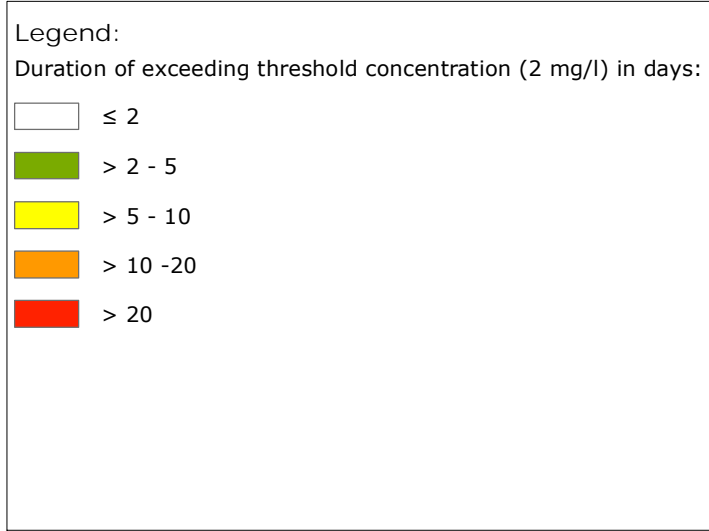 Legend:
Duration of exceeding threshold concentration (2 mg/l) in days:
≤ 2
> 2 - 5
> 5 - 10
> 10 -20
> 20